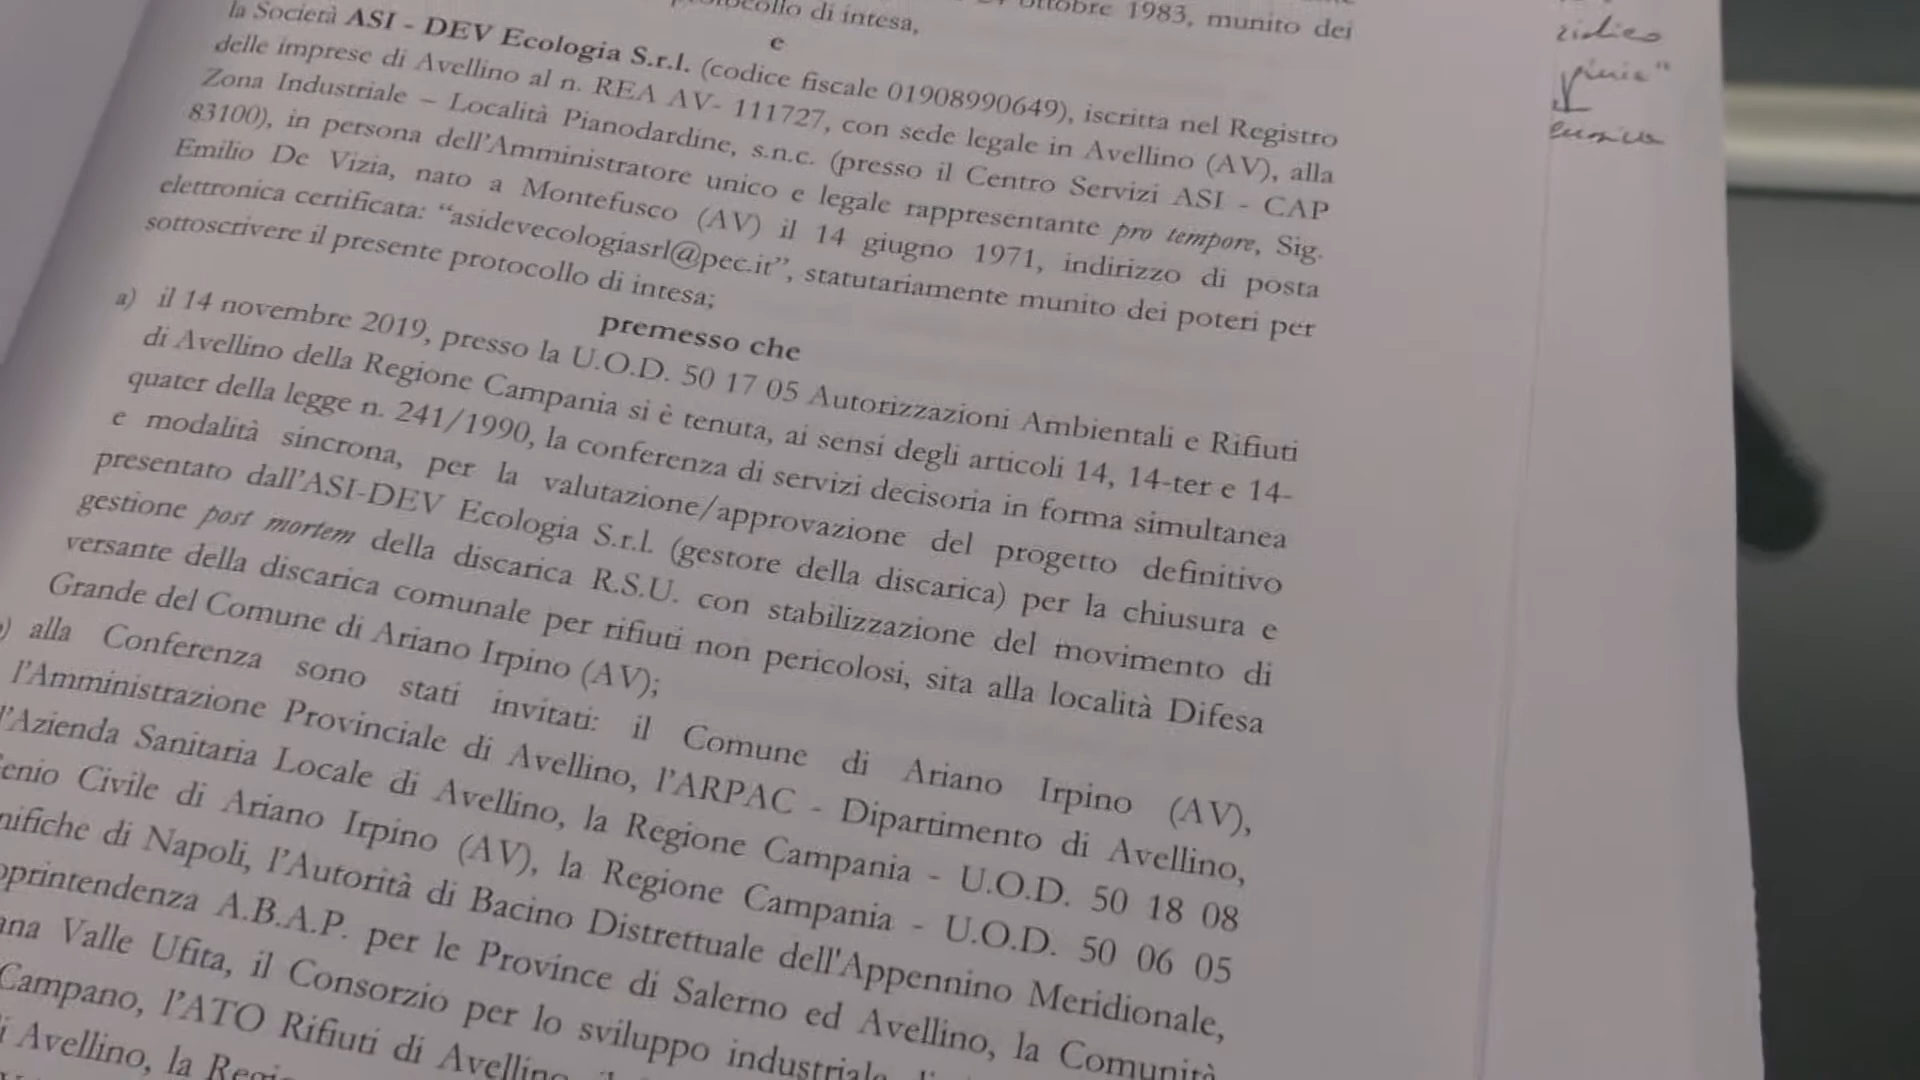 ottobre 1983, munito dei
protocollo di intesa,
e
la Società ASI - DEV Ecologia S.r.l. (codice fiscale 01908990649), iscritta nel Registro
delle imprese di Avellino al n. REA AV- 111727, con sede legale in Avellino (AV), alla
Zona Industriale – Località Pianodardine, s.n.c. (presso il Centro Servizi ASI - CAP
83100), in persona dell'Amministratore unico e legale rappresentante pro tempore, Sig.
Emilio De Vizia, nato a Montefusco (AV) il 14 giugno 1971, indirizzo di posta
elettronica certificata: “asidevecologiasrl@pec.it”, statutariamente munito dei poteri per
sottoscrivere il presente protocollo di intesa;
premesso che
a) il 14 novembre 2019, presso la U.O.D. 50 17 05 Autorizzazioni Ambientali e Rifiuti
di Avellino della Regione Campania si è tenuta, ai sensi degli articoli 14, 14-ter e 14-
quater della legge n. 241/1990, la conferenza di servizi decisoria in forma simultanea
e modalità sincrona, per la valutazione/approvazione del progetto definitivo
presentato dall'ASI-DEV Ecologia S.r.l. (gestore della discarica) per la chiusura e
gestione post mortem della discarica R.S.U. con stabilizzazione del movimento di
versante della discarica comunale per rifiuti non pericolosi, sita alla località Difesa
Grande del Comune di Ariano Irpino (AV);
) alla Conferenza sono stati invitati: il Comune di Ariano Irpino (AV),
l'Amministrazione Provinciale di Avellino, l'ARPAC - Dipartimento di Avellino,
l'Azienda Sanitaria Locale di Avellino, la Regione Campania - U.O.D. 50 18 08
enio Civile di Ariano Irpino (AV), la Regione Campania - U.O.D. 50 06 05
nifiche di Napoli, l'Autorità di Bacino Distrettuale dell'Appennino Meridionale,
oprintendenza A.B.A.P. per le Province di Salerno ed Avellino, la Comunità
ana Valle Ufita, il Consorzio per lo sviluppo industriale
Campano, l'ATO Rifiuti di Avellino
i Avellino, la